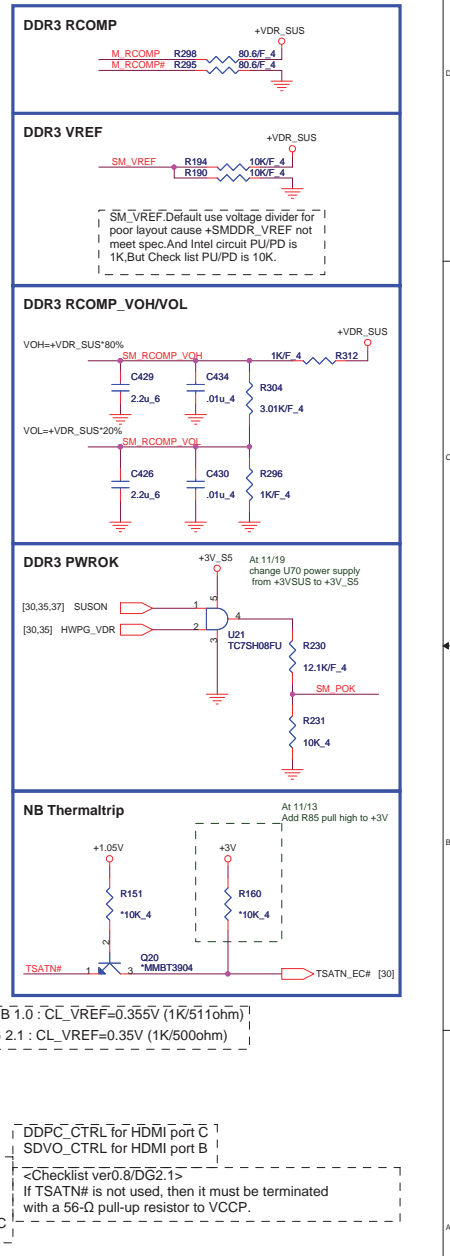 DDR3 RCOMP
+VDR_SUS
M_RCOMP R298 80.6/F_4
M_RCOMP# R295 80.6/F_4
D
DDR3 VREF
+VDR_SUS
SM_VREF R194 10K/F_4
R190 10K/F_4
SM_VREF.Default use voltage divider for
poor layout cause +SMDDR_VREF not
meet spec.And Intel circuit PU/PD is
1K,But Check list PU/PD is 10K.
DDR3 RCOMP_VOH/VOL
+VDR_SUS
VOH=+VDR_SUS*80%
SM_RCOMP_VOH 1K/F_4 R312
C429 C434 R304
2.2u_6 .01u_4 3.01K/F_4
VOL=+VDR_SUS*20%
SM_RCOMP_VOL
C
C426 C430 R296
2.2u_6 .01u_4 1K/F_4
DDR3 PWROK
+3V_S5
At 11/19
change U70 power supply
from +3VSUS to +3V_S5
5
[30,35,37] SUSON 1
4
[30,35] HWPG_VDR 2
U21
TC7SH08FU
3
R230
12.1K/F_4
SM_POK
R231
10K_4
NB Thermaltrip
At 11/13
Add R85 pull high to +3V
+1.05V +3V
B
R151 R160
*10K_4 *10K_4
2
Q20
TSATN# 1 3 *MMBT3904
TSATN_EC# [30]
B 1.0 : CL_VREF=0.355V (1K/511ohm)
2.1 : CL_VREF=0.35V (1K/500ohm)
DDPC_CTRL for HDMI port C
SDVO_CTRL for HDMI port B
<Checklist ver0.8/DG2.1>
If TSATN# is not used, then it must be terminated
with a 56-Ω pull-up resistor to VCCP.
C
A